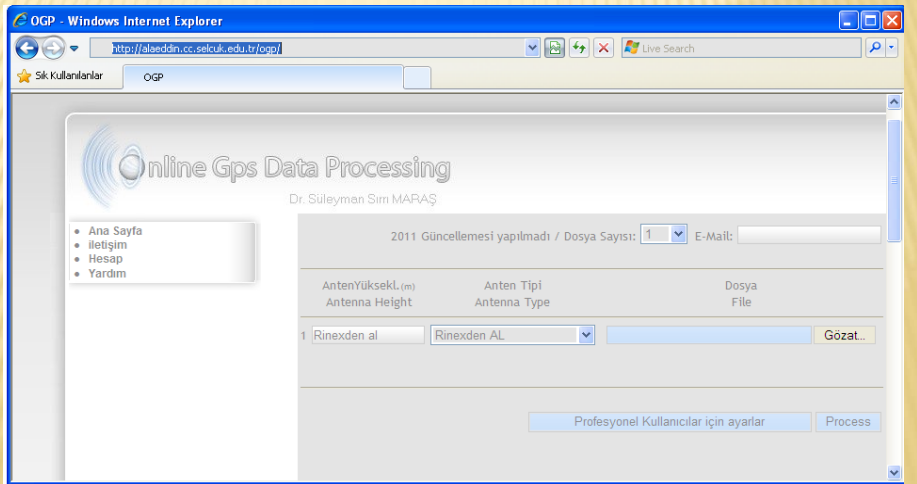 OGP - Windows Internet Explorer
http://alaeddin.cc.selcuk.edu.tr/ogp/
Live Search
Sık Kullanılanlar
OGP
Online Gps Data Processing
Dr. Süleyman Sırrı MARAŞ
Ana Sayfa
iletişim
Hesap
Yardım
2011 Güncellemesi yapılmadı / Dosya Sayısı: 1 E-Mail:
AntenYüksekl.(m) Anten Tipi Dosya
Antenna Height Antenna Type File
1 Rinexden al Rinexden AL Gözat...
Profesyonel Kullanıcılar için ayarlar Process